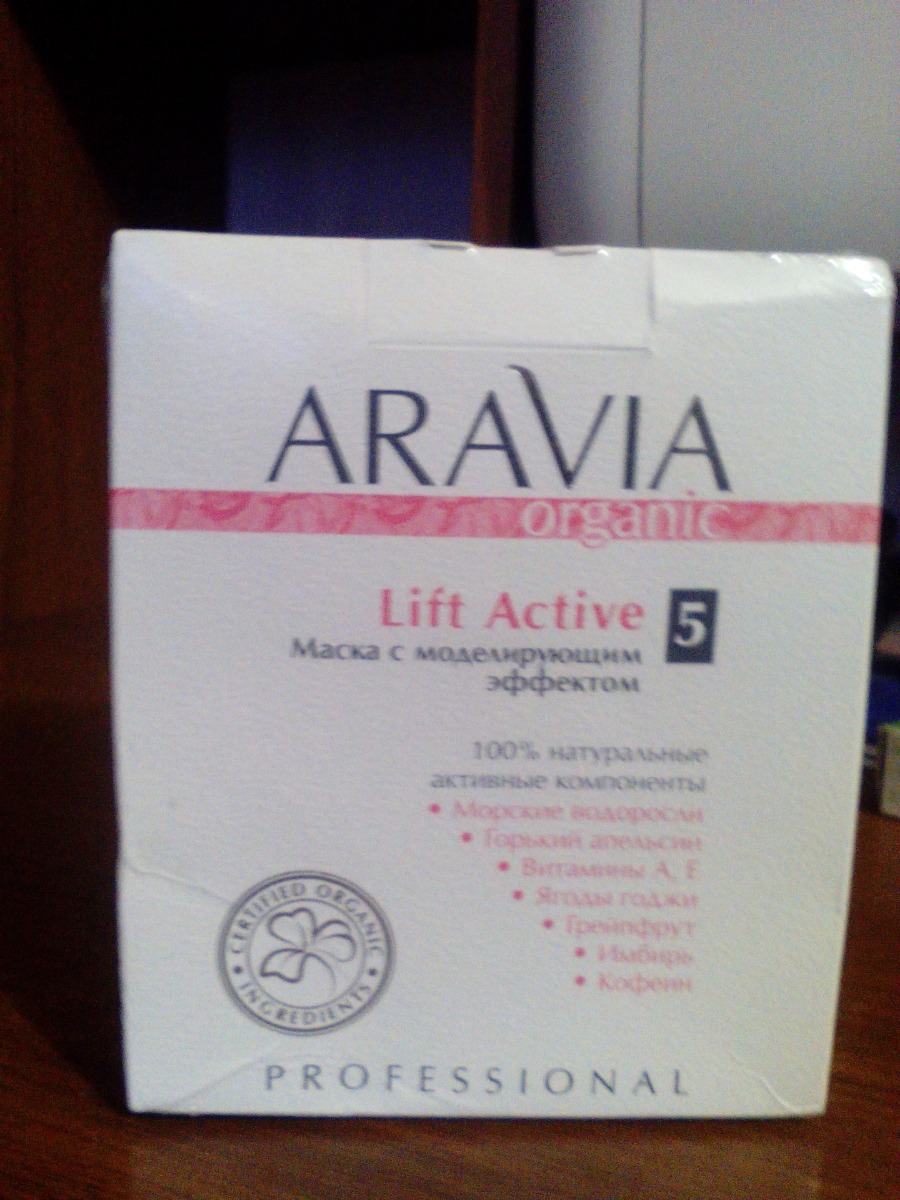 ARAVIA
organic
Lift Active 5
Маска с моделирующим
эффектом
100% натуральные
активные компоненты
• Морские водоросли
• Горький апельсин
• Витамины А, Е
• Ягоды годжи
• Грейпфрут
• Имбирь
• Кофеин
CERTIFIED ORGANIC
• INGREDIENTS •
PROFESSIONAL